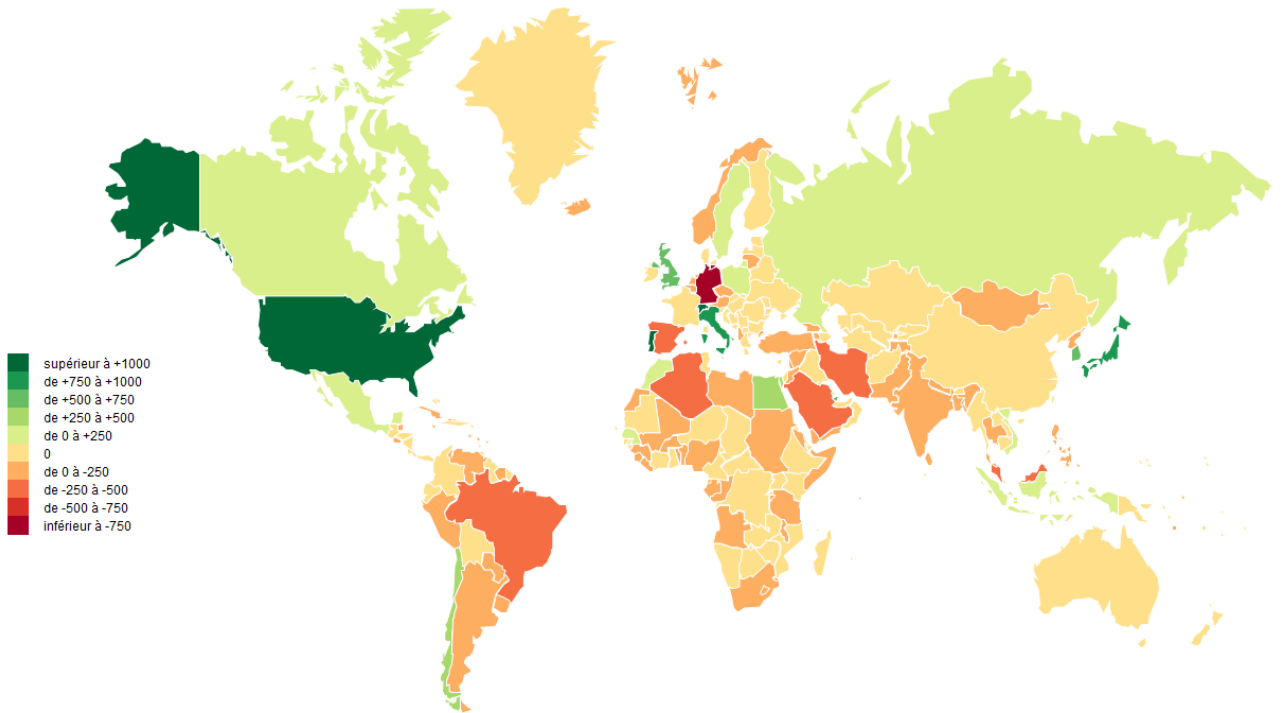 supérieur à +1000
de +750 à +1000
de +500 à +750
de +250 à +500
de 0 à +250
0
de 0 à -250
de -250 à -500
de -500 à -750
inférieur à -750